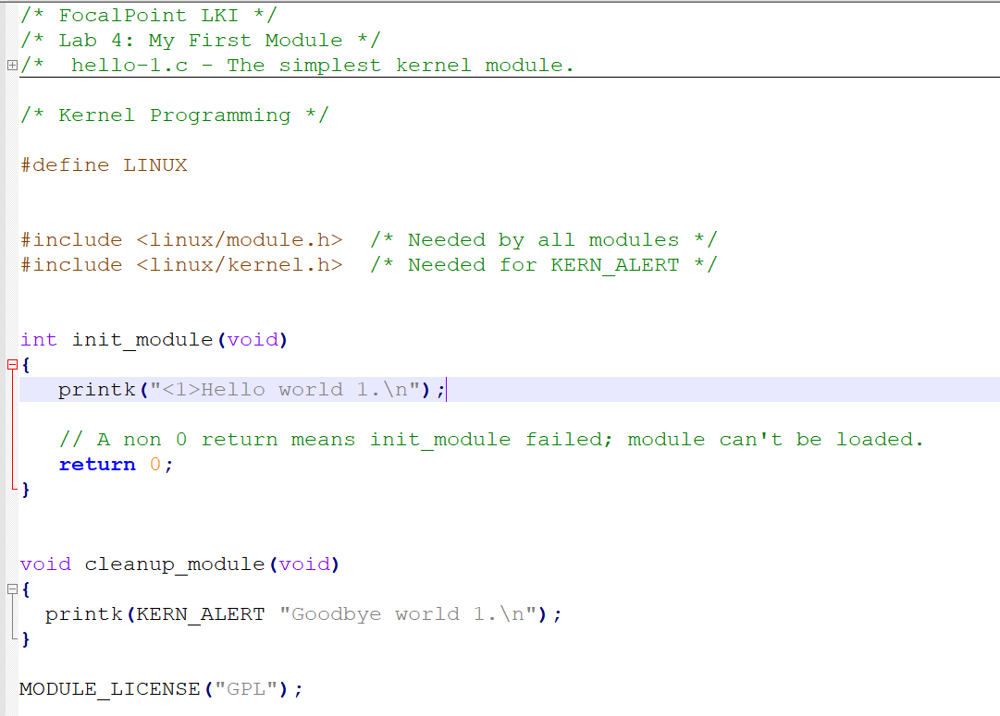 /* FocalPoint LKI */
/* Lab 4: My First Module */
/*  hello-1.c - The simplest kernel module.
/* Kernel Programming */
#define LINUX
#include <linux/module.h>  /* Needed by all modules */
#include <linux/kernel.h>  /* Needed for KERN_ALERT */
int init_module(void)
{
   printk("<1>Hello world 1.\n");
   // A non 0 return means init_module failed; module can't be loaded.
   return 0;
}
void cleanup_module(void)
{
  printk(KERN_ALERT "Goodbye world 1.\n");
}
MODULE_LICENSE("GPL");